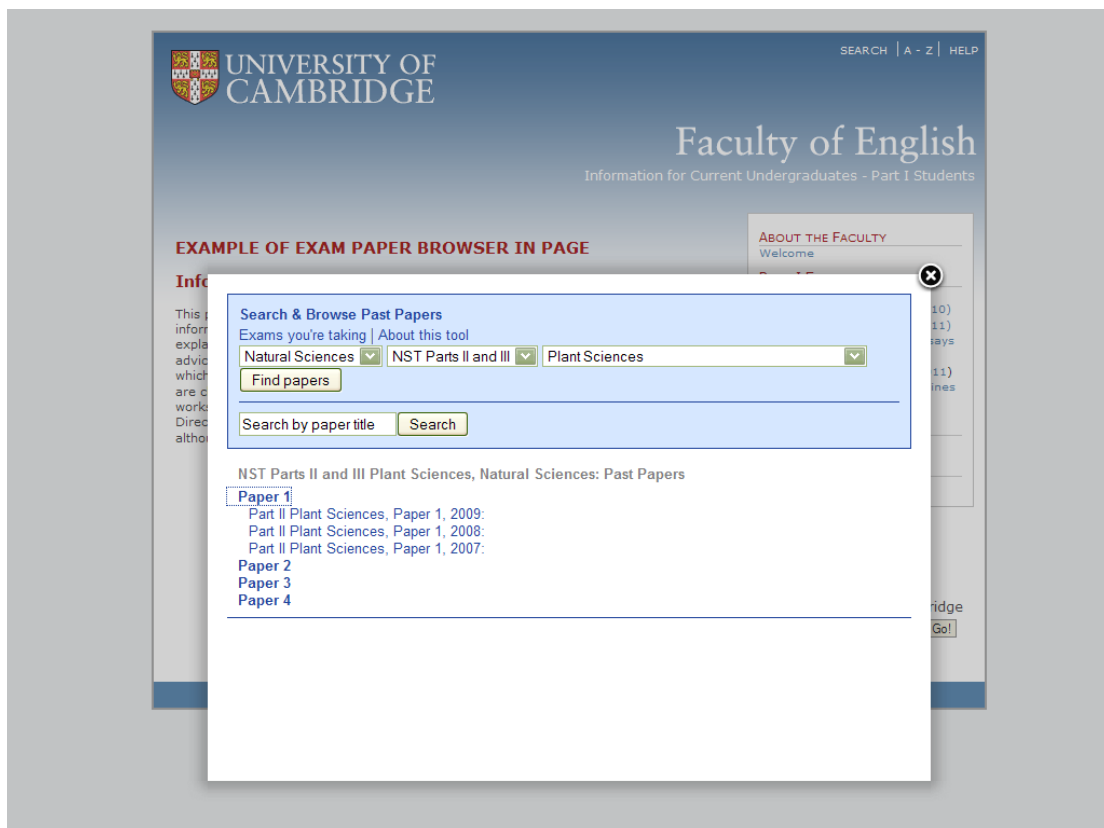 UNIVERSITY OF
CAMBRIDGE
SEARCH | A - Z | HELP
Faculty of English
Information for Current Undergraduates - Part I Students
EXAMPLE OF EXAM PAPER BROWSER IN PAGE
ABOUT THE FACULTY
Welcome
Search & Browse Past Papers
Exams you're taking | About this tool
Natural Sciences NST Parts II and III Plant Sciences
Find papers
Search by paper title Search
NST Parts II and III Plant Sciences, Natural Sciences: Past Papers
Paper 1
Part II Plant Sciences, Paper 1, 2009:
Part II Plant Sciences, Paper 1, 2008:
Part II Plant Sciences, Paper 1, 2007:
Paper 2
Paper 3
Paper 4
Go!